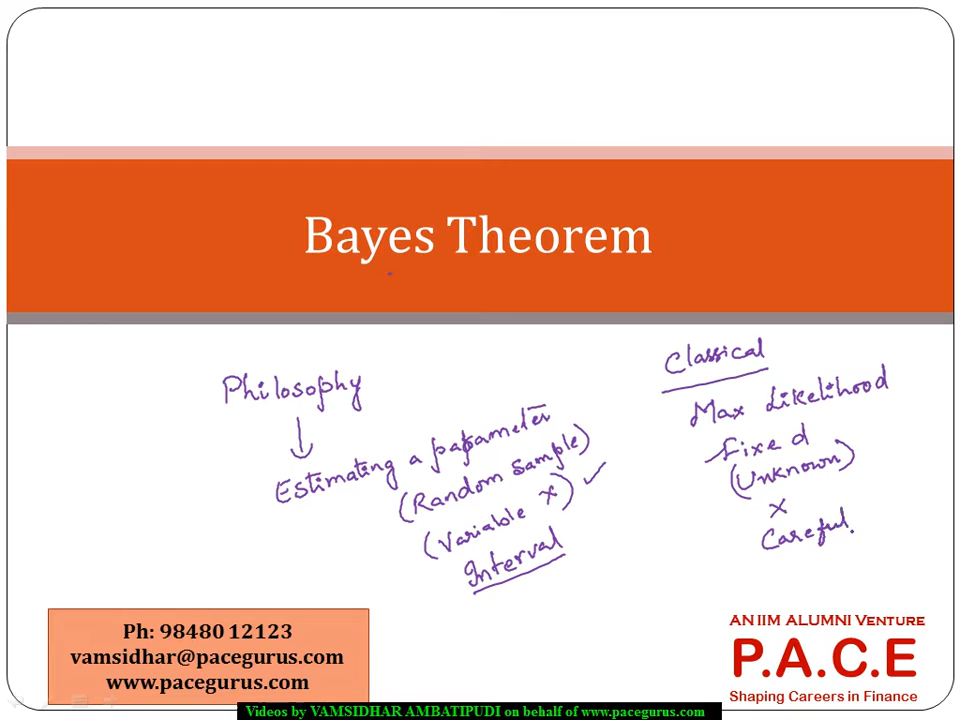 Bayes Theorem
Philosophy
Estimating a parameter
(Random sample)
(Variable x)
Interval
Classical
Max Likelihood
Fixed
(Unknown)
x
Careful
Ph: 98480 12123
vamsidhar@pacegurus.com
www.pacegurus.com
AN IIM ALUMNI VENTURE
P.A.C.E
Shaping Careers in Finance
Videos by VAMSIDHAR AMBATIPUDI on behalf of www.pacegurus.com